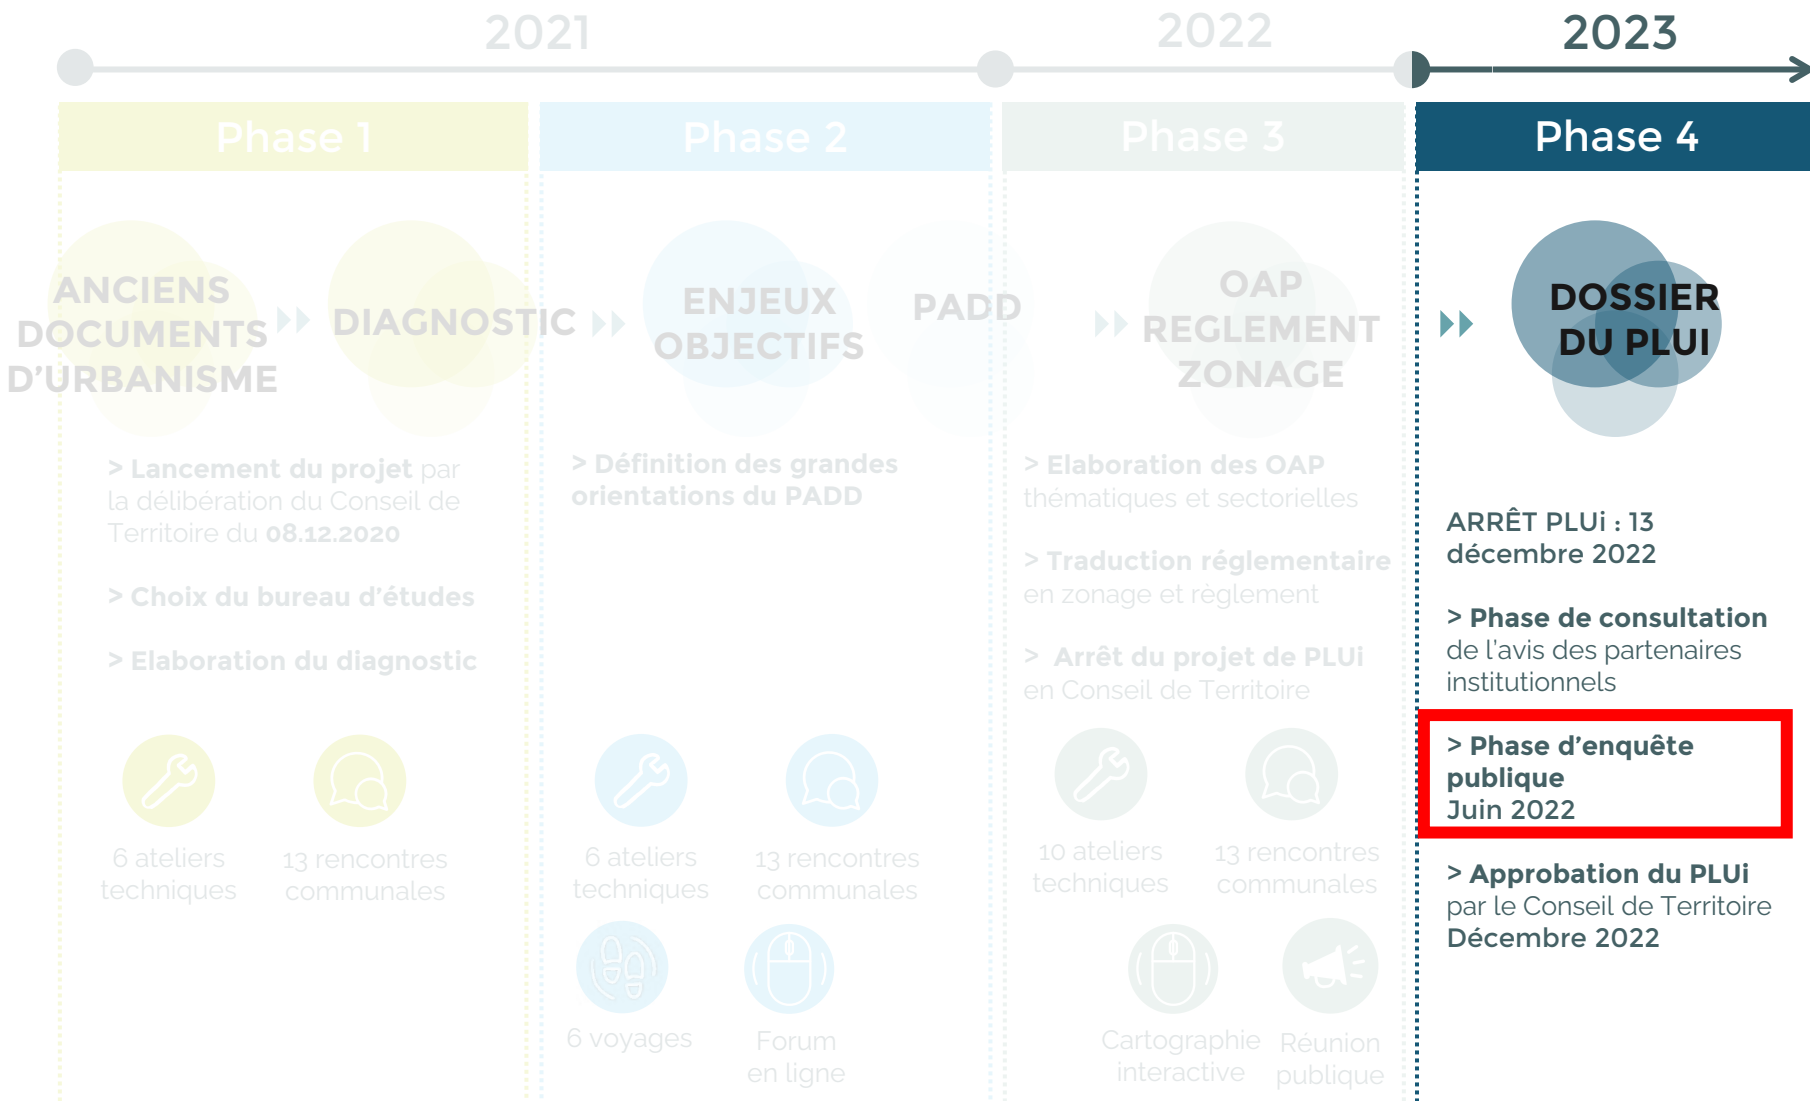 2021
2022
2023
Phase 1
Phase 2
Phase 3
Phase 4
ANCIENS
DOCUMENTS
D'URBANISME
DIAGNOSTIC
ENJEUX
OBJECTIFS
PADD
OAP
REGLEMENT
ZONAGE
DOSSIER
DU PLUI
> Lancement du projet par
la délibération du Conseil de
Territoire du 08.12.2020
> Choix du bureau d'études
> Elaboration du diagnostic
6 ateliers
techniques
13 rencontres
communales
> Définition des grandes
orientations du PADD
6 ateliers
techniques
13 rencontres
communales
6 voyages
Forum
en ligne
> Elaboration des OAP
thématiques et sectorielles
> Traduction réglementaire
en zonage et règlement
> Arrêt du projet de PLUi
en Conseil de Territoire
10 ateliers
techniques
13 rencontres
communales
Cartographie
interactive
Réunion
publique
ARRÊT PLUi : 13
décembre 2022
> Phase de consultation
de l'avis des partenaires
institutionnels
> Phase d'enquête
publique
Juin 2022
> Approbation du PLUi
par le Conseil de Territoire
Décembre 2022